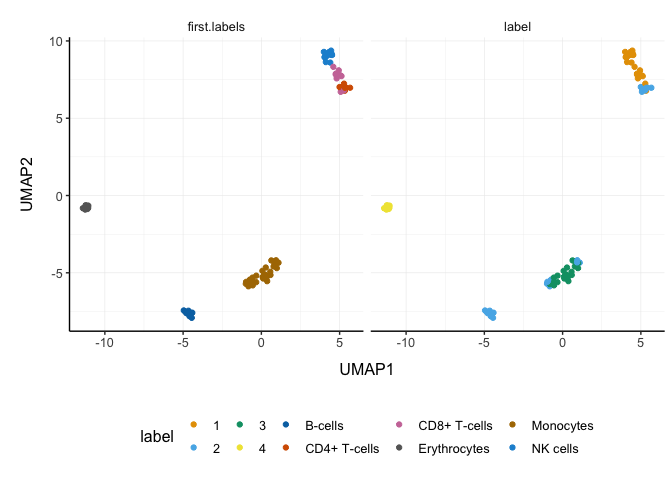 first.labels label
10
5
0
-5
UMAP2
-10 -5 0 5 -10 -5 0 5
UMAP1
label 1 3 B-cells CD8+ T-cells Monocytes
2 4 CD4+ T-cells Erythrocytes NK cells